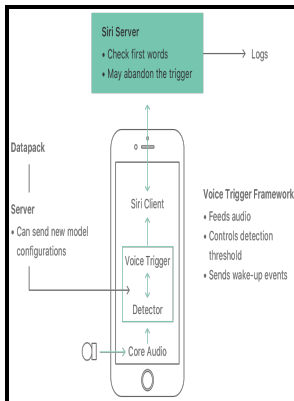 Siri Server
• Check first words
• May abandon the trigger
Logs
Datapack
Server
• Can send new model
configurations
Siri Client
Voice Trigger
Detector
Core Audio
Voice Trigger Framework
• Feeds audio
• Controls detection
threshold
• Sends wake-up events